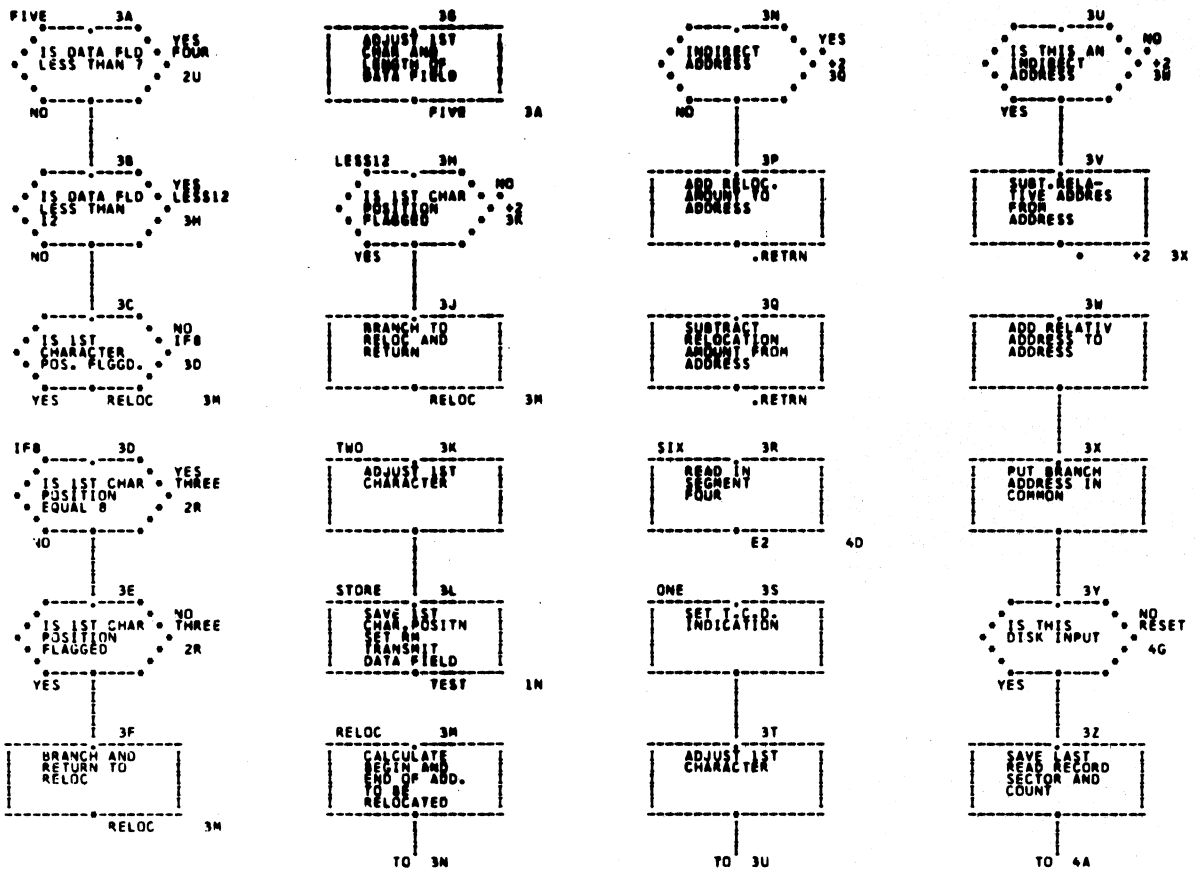 FIVE 3A
IS DATA FLD
LESS THAN 7
YES
FOUR
2U
NO
3B
IS DATA FLD
LESS THAN
12
YES
LESS12
3H
NO
3C
IS 1ST
CHARACTER
POS. FLGGD.
NO
IF8
3D
YES RELOC 3M
IF8 3D
IS 1ST CHAR
POSITION
EQUAL 8
YES
THREE
2R
NO
3E
IS 1ST CHAR
POSITION
FLAGGED
NO
THREE
2R
YES
3F
BRANCH AND
RETURN TO
RELOC
RELOC 3M
3G
ADJUST 1ST
CHAR AND
LENGTH OF
DATA FIELD
FIVE 3A
LESS12 3H
IS 1ST CHAR
POSITION
FLAGGED
NO
+2
3K
YES
3J
BRANCH TO
RELOC AND
RETURN
RELOC 3M
TWO 3K
ADJUST 1ST
CHARACTER
STORE 3L
SAVE 1ST
CHAR.POSITN
SET RM
TRANSMIT
DATA FIELD
TEST 1N
RELOC 3M
CALCULATE
BEGIN AND
END OF ADD.
TO BE
RELOCATED
TO 3N
3N
INDIRECT
ADDRESS
YES
+2
3Q
NO
3P
ADD RELOC.
AMOUNT TO
ADDRESS
.RETRN
3Q
SUBTRACT
RELOCATION
AMOUNT FROM
ADDRESS
.RETRN
SIX 3R
READ IN
SEGMENT
FOUR
E2 4D
ONE 3S
SET T.C.D.
INDICATION
3T
ADJUST 1ST
CHARACTER
TO 3U
3U
IS THIS AN
INDIRECT
ADDRESS
NO
+2
3W
YES
3V
SUBT.RELA-
TIVE ADDRES
FROM
ADDRESS
* +2 3X
3W
ADD RELATIV
ADDRESS TO
ADDRESS
3X
PUT BRANCH
ADDRESS IN
COMMON
3Y
IS THIS
DISK INPUT
NO
RESET
4G
YES
3Z
SAVE LAST
READ RECORD
SECTOR AND
COUNT
TO 4A